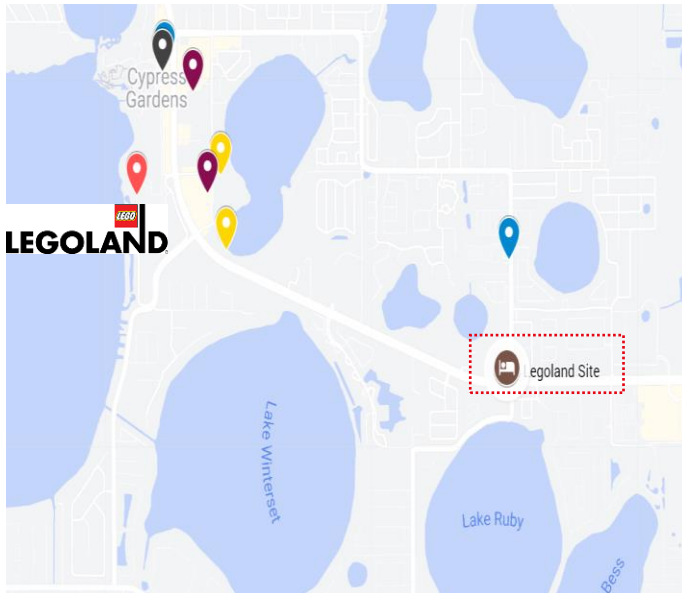 Cypress
Gardens
LEGO
LEGOLAND
egoland Site
Lake Winterset
Lake Ruby
Bess